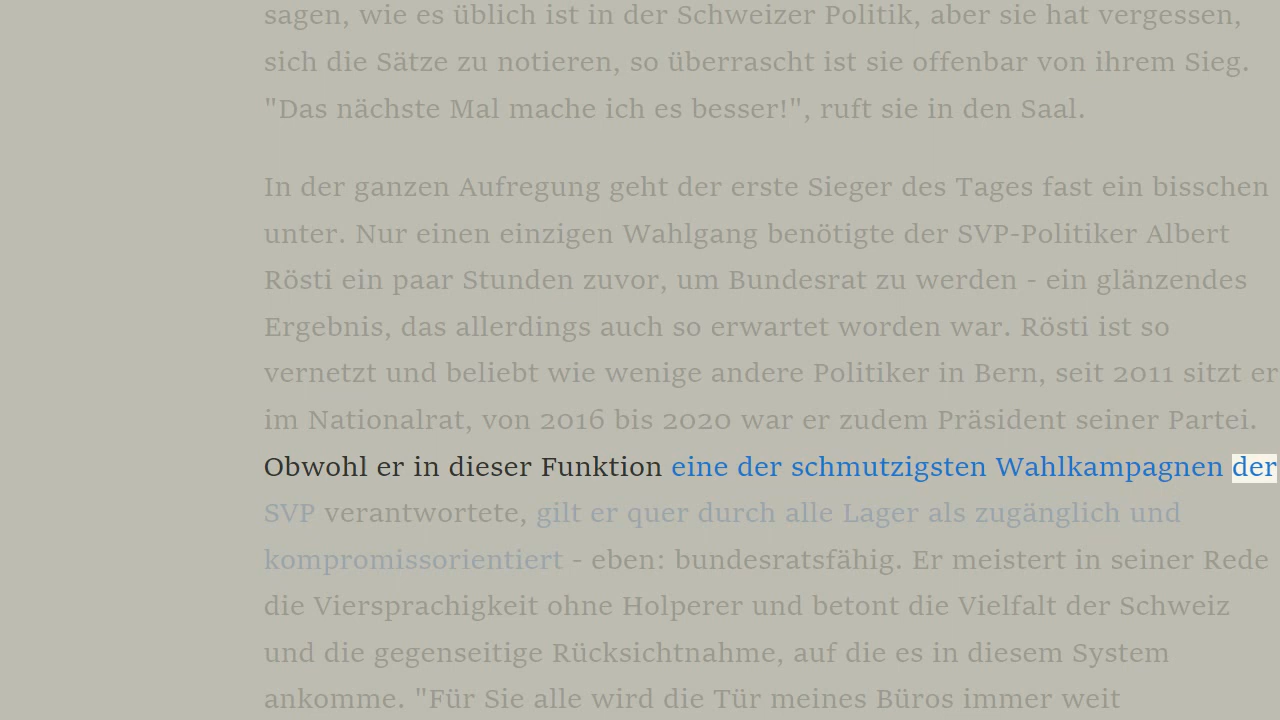 sagen, wie es üblich ist in der Schweizer Politik, aber sie hat vergessen,
sich die Sätze zu notieren, so überrascht ist sie offenbar von ihrem Sieg.
"Das nächste Mal mache ich es besser!", ruft sie in den Saal.
In der ganzen Aufregung geht der erste Sieger des Tages fast ein bisschen
unter. Nur einen einzigen Wahlgang benötigte der SVP-Politiker Albert
Rösti ein paar Stunden zuvor, um Bundesrat zu werden - ein glänzendes
Ergebnis, das allerdings auch so erwartet worden war. Rösti ist so
vernetzt und beliebt wie wenige andere Politiker in Bern, seit 2011 sitzt er
im Nationalrat, von 2016 bis 2020 war er zudem Präsident seiner Partei.
Obwohl er in dieser Funktion eine der schmutzigsten Wahlkampagnen der
SVP verantwortete, gilt er quer durch alle Lager als zugänglich und
kompromissorientiert - eben: bundesratsfähig. Er meistert in seiner Rede
die Viersprachigkeit ohne Holperer und betont die Vielfalt der Schweiz
und die gegenseitige Rücksichtnahme, auf die es in diesem System
ankomme. "Für Sie alle wird die Tür meines Büros immer weit